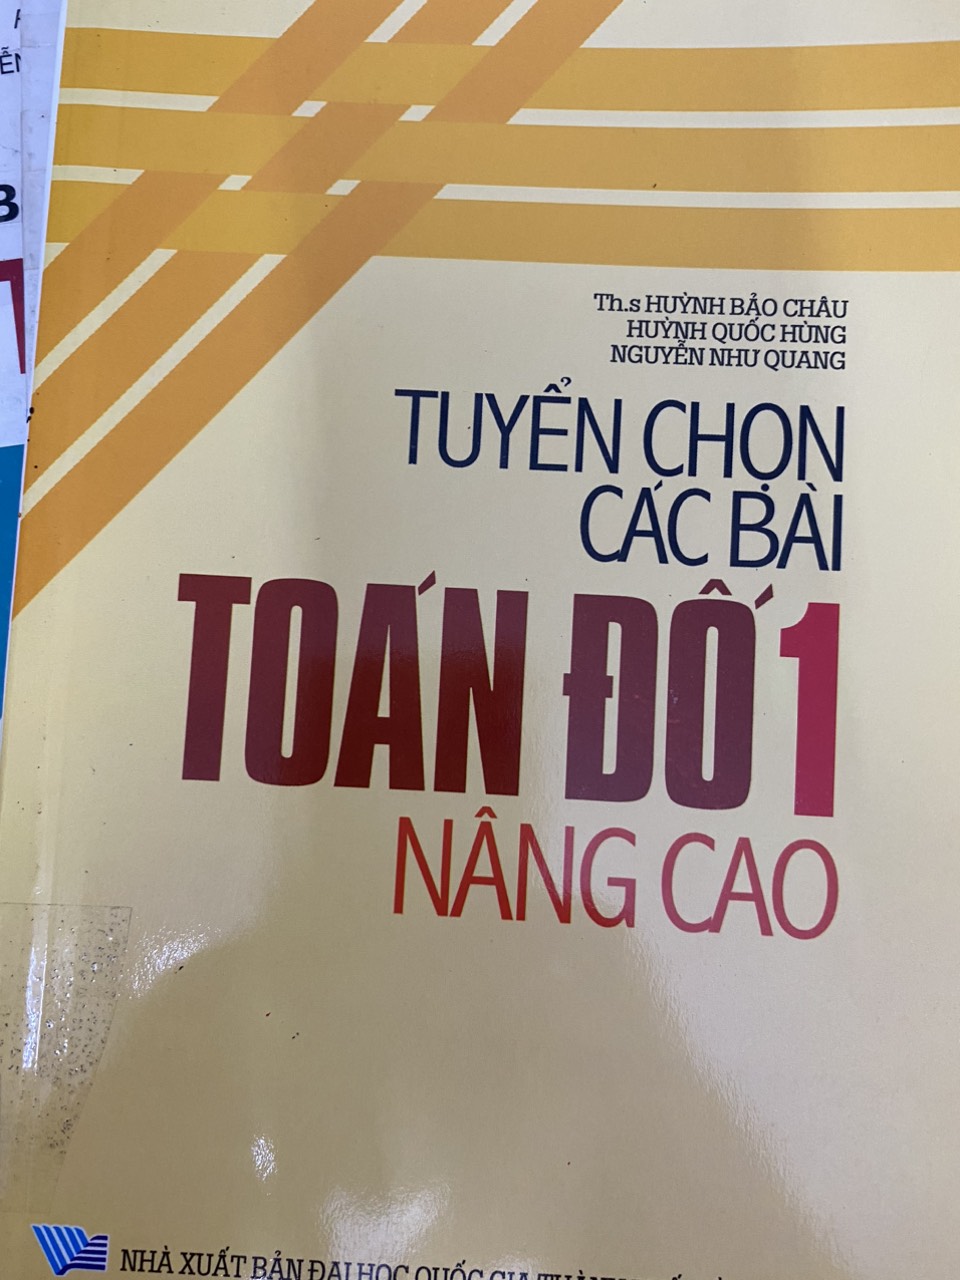 Th.s HUỲNH BẢO CHÂU
HUỲNH QUỐC HÙNG
NGUYỄN NHƯ QUANG
TUYỂN CHỌN
CÁC BÀI
TOÁN ĐỐ 1
NÂNG CAO
NHÀ XUẤT BẢN ĐẠI HỌC QUỐC GIA